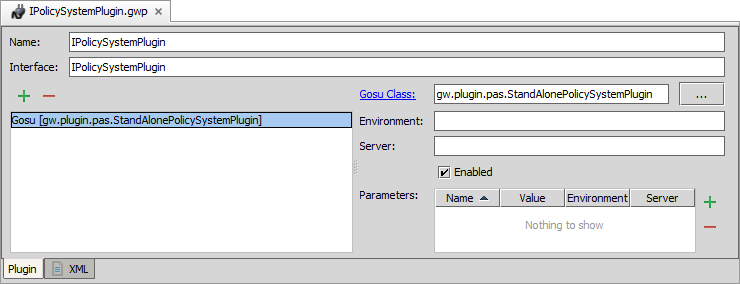 IPolicySystemPlugin.gwp
Name: IPolicySystemPlugin
Interface: IPolicySystemPlugin
Gosu Class: gw.plugin.pas.StandAlonePolicySystemPlugin ...
Gosu [gw.plugin.pas.StandAlonePolicySystemPlugin]
Environment:
Server:
Enabled
Parameters: Name Value Environment Server
Nothing to show
Plugin XML